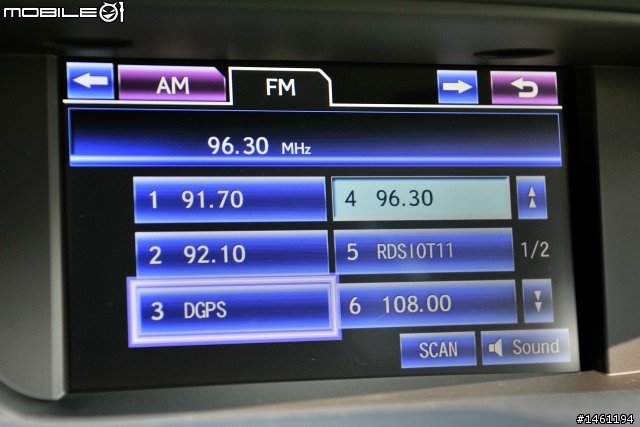 MOBILE01
AM
FM
96.30 MHz
1 91.70
4 96.30
2 92.10
5 RDSIOT11
1/2
3 DGPS
6 108.00
SCAN
Sound
#1461194